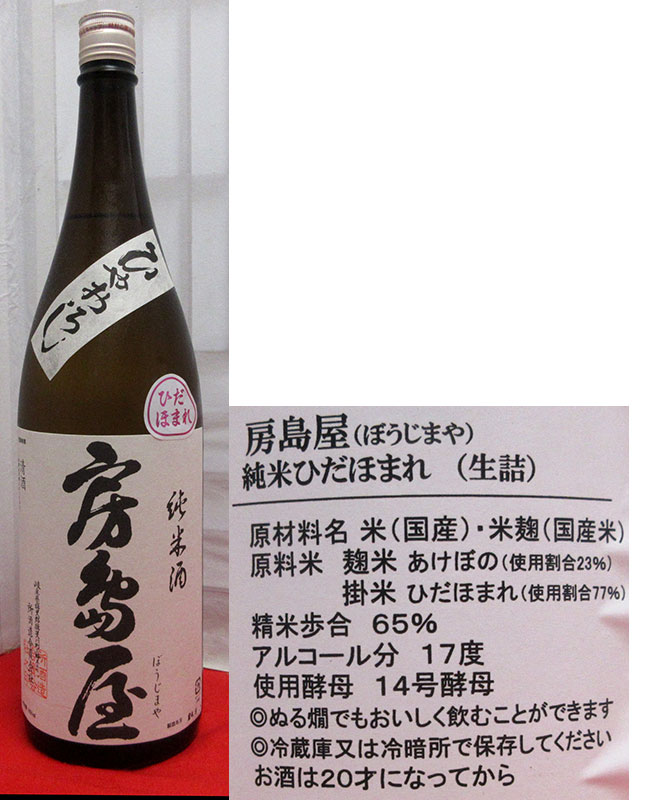 ひやおろし
ひだ
ほまれ
清酒
純米酒
房島屋
ぼうじまや
房島屋(ぼうじまや)
純米ひだほまれ (生詰)
原材料名 米(国産)・米麹(国産米)
原料米 麹米 あけぼの(使用割合23%)
掛米 ひだほまれ(使用割合77%)
精米歩合 65%
アルコール分 17度
使用酵母 14号酵母
◎ぬる燗でもおいしく飲むことができます
◎冷蔵庫又は冷暗所で保存してください
お酒は20才になってから